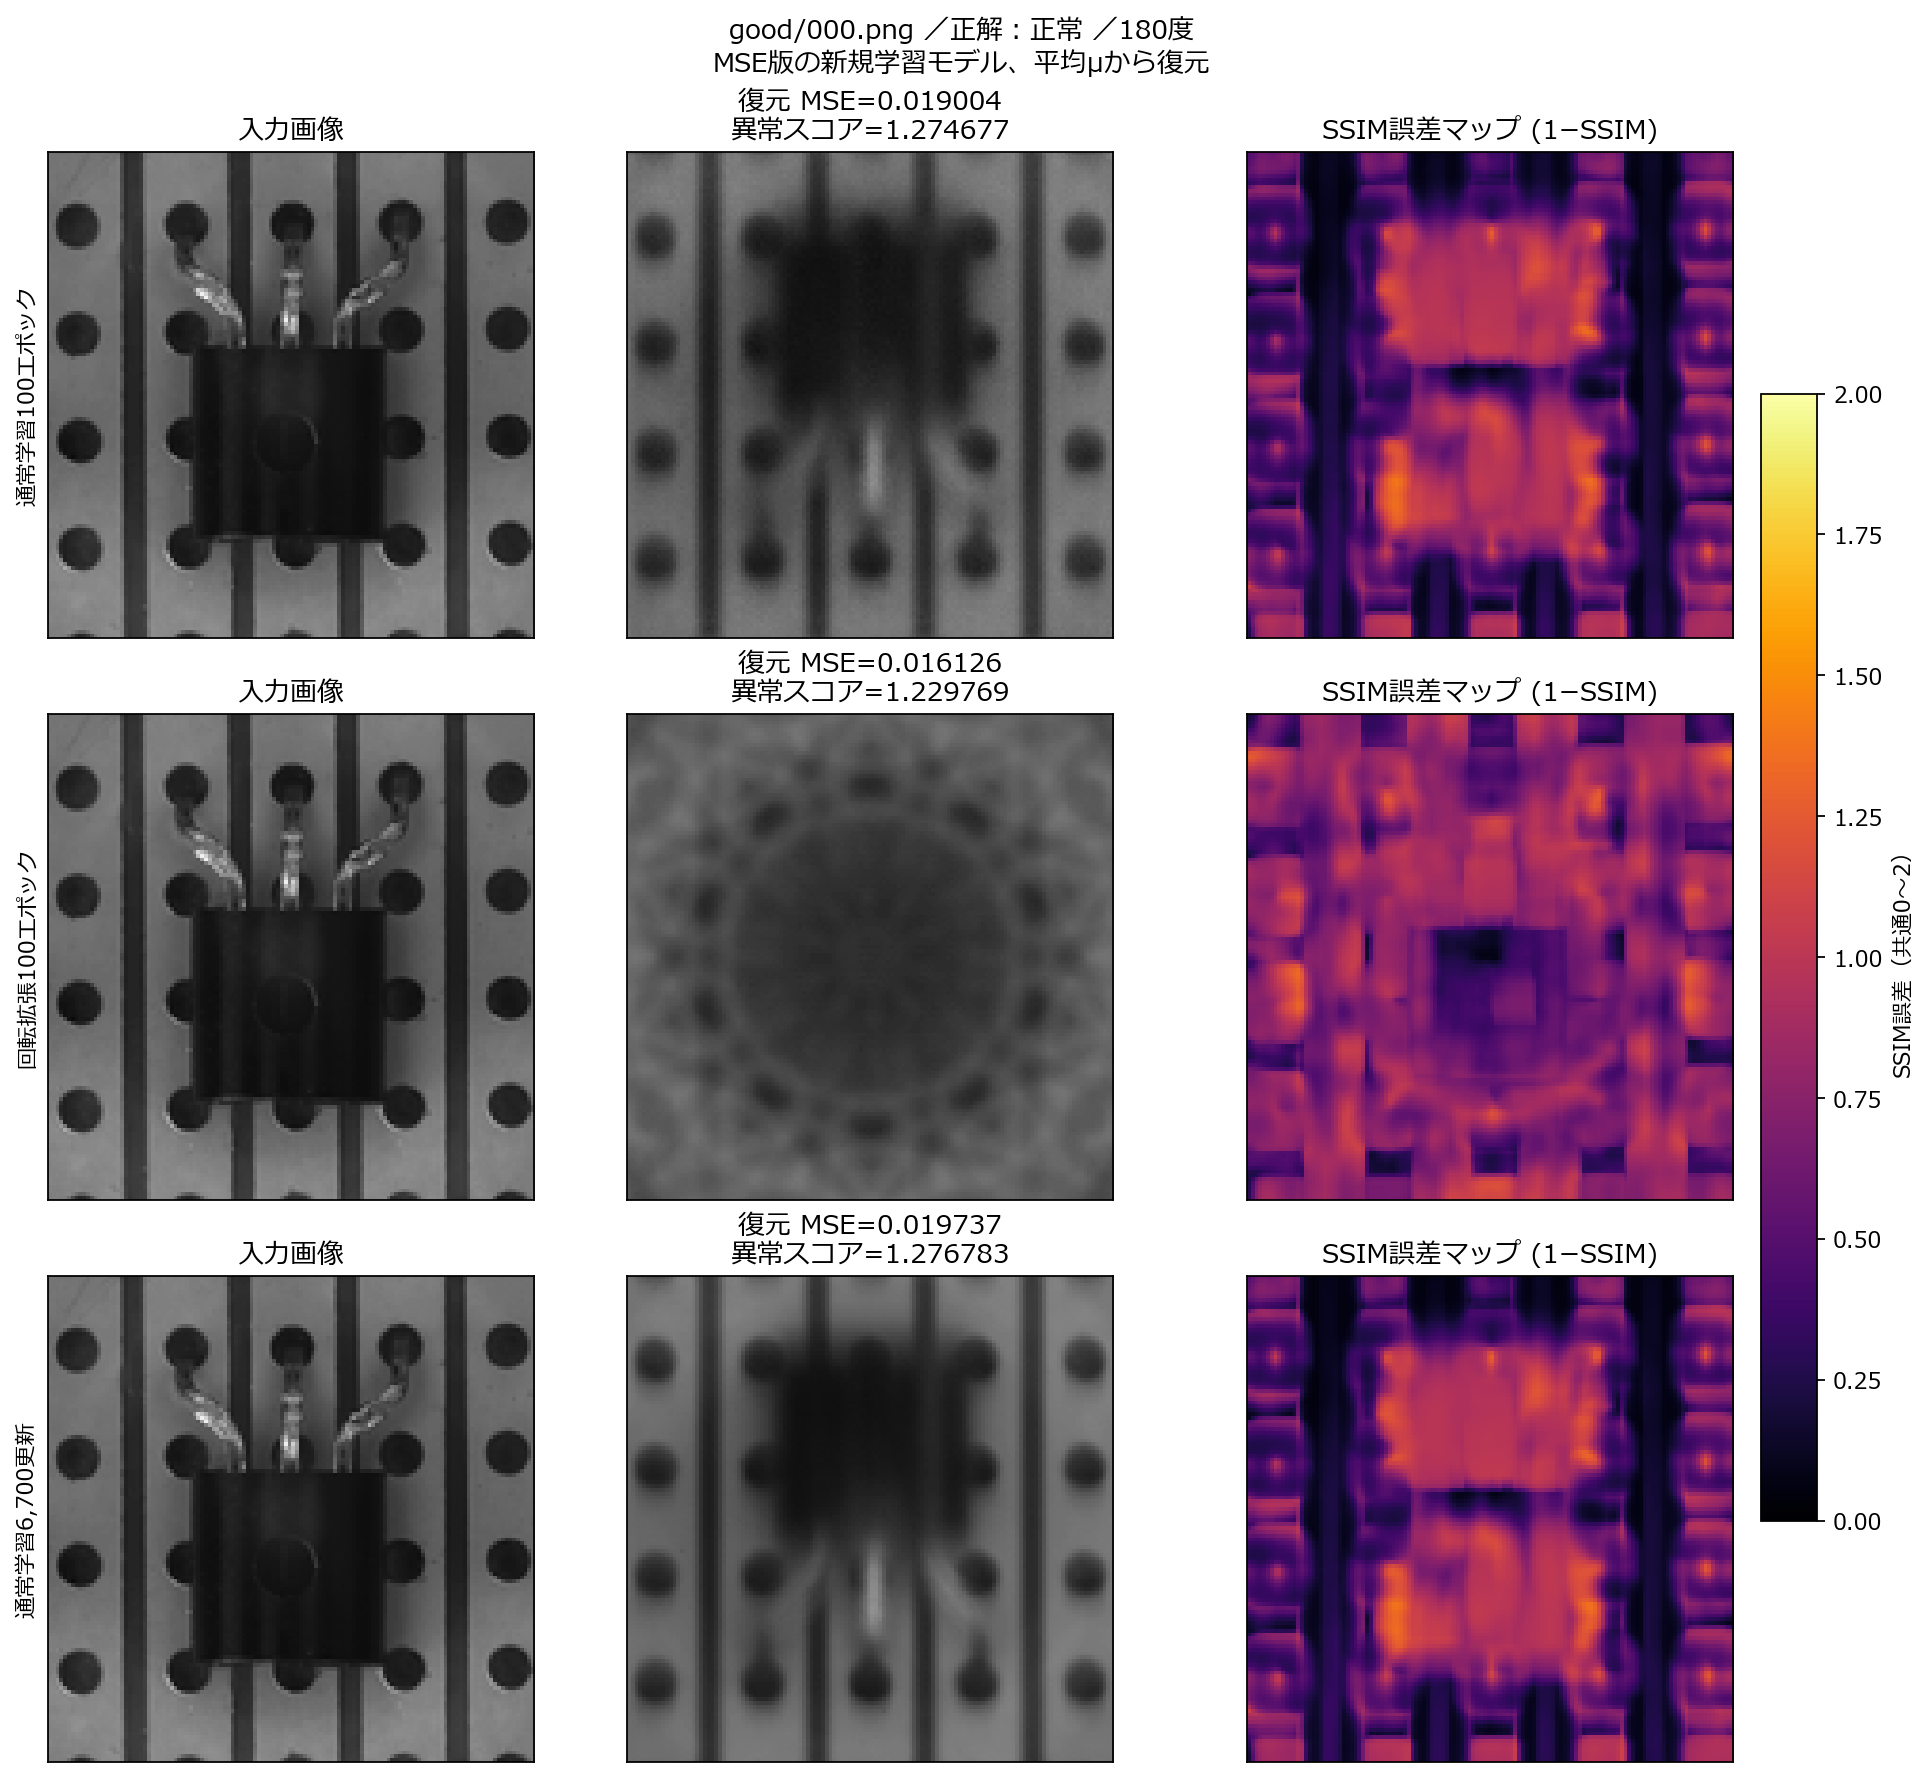 good/000.png ／正解：正常 ／180度
MSE版の新規学習モデル、平均μから復元
入力画像
復元 MSE=0.019004
異常スコア=1.274677
SSIM誤差マップ (1−SSIM)
通常学習100エポック
入力画像
復元 MSE=0.016126
異常スコア=1.229769
SSIM誤差マップ (1−SSIM)
回転拡張100エポック
入力画像
復元 MSE=0.019737
異常スコア=1.276783
SSIM誤差マップ (1−SSIM)
通常学習6,700更新
2.00
1.75
1.50
1.25
1.00
0.75
0.50
0.25
0.00
SSIM誤差（共通0～2）